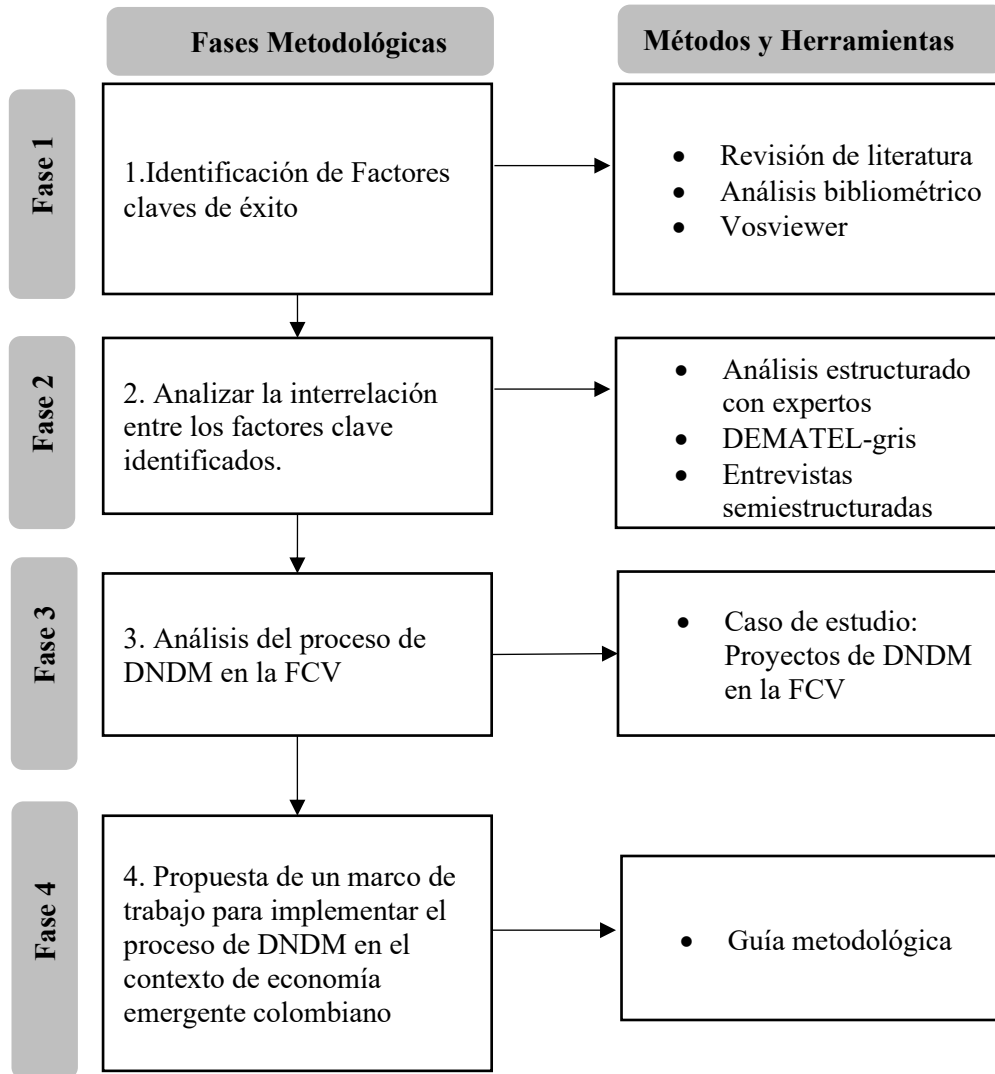 Fases Metodológicas
Métodos y Herramientas
Fase 1
1.Identificación de Factores
claves de éxito
• Revisión de literatura
• Análisis bibliométrico
• Vosviewer
Fase 2
2. Analizar la interrelación
entre los factores clave
identificados.
• Análisis estructurado
con expertos
• DEMATEL-gris
• Entrevistas
semiestructuradas
Fase 3
3. Análisis del proceso de
DNDM en la FCV
• Caso de estudio:
Proyectos de DNDM
en la FCV
Fase 4
4. Propuesta de un marco de
trabajo para implementar el
proceso de DNDM en el
contexto de economía
emergente colombiano
• Guía metodológica